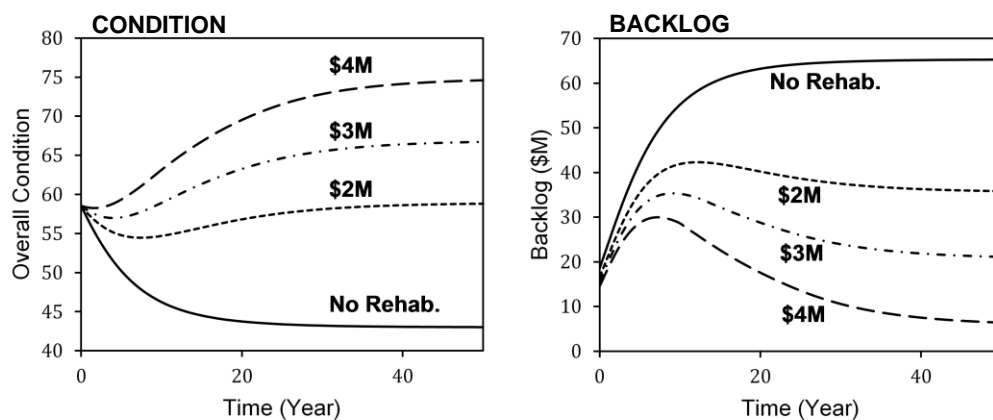 CONDITION
80
75
70
65
60
55
50
45
40
Overall Condition
$4M
$3M
$2M
No Rehab.
0
20
40
Time (Year)
BACKLOG
70
60
50
40
30
20
10
0
Backlog ($M)
No Rehab.
$2M
$3M
$4M
0
20
40
Time (Year)